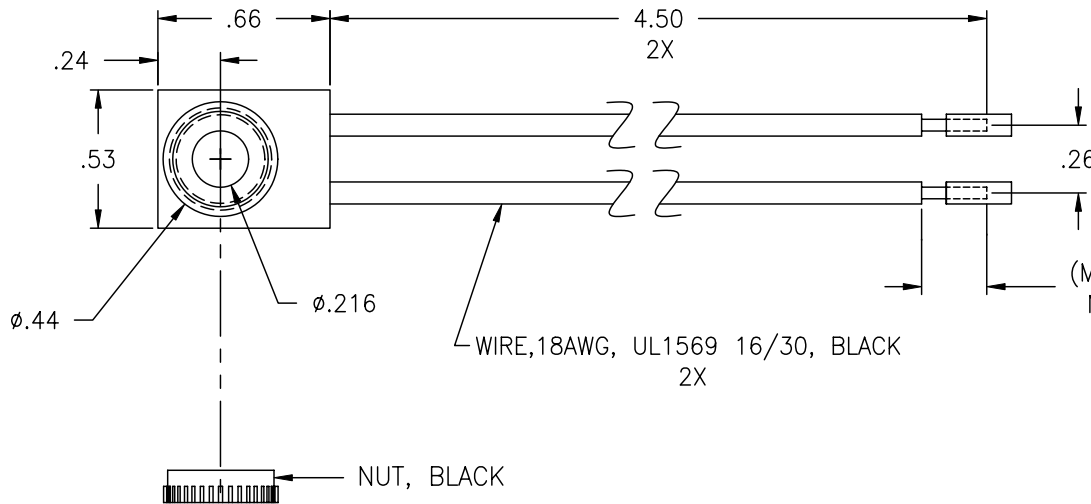 .66
4.50
2X
.24
.53
.26
ø.44
ø.216
WIRE,18AWG, UL1569 16/30, BLACK
2X
NUT, BLACK